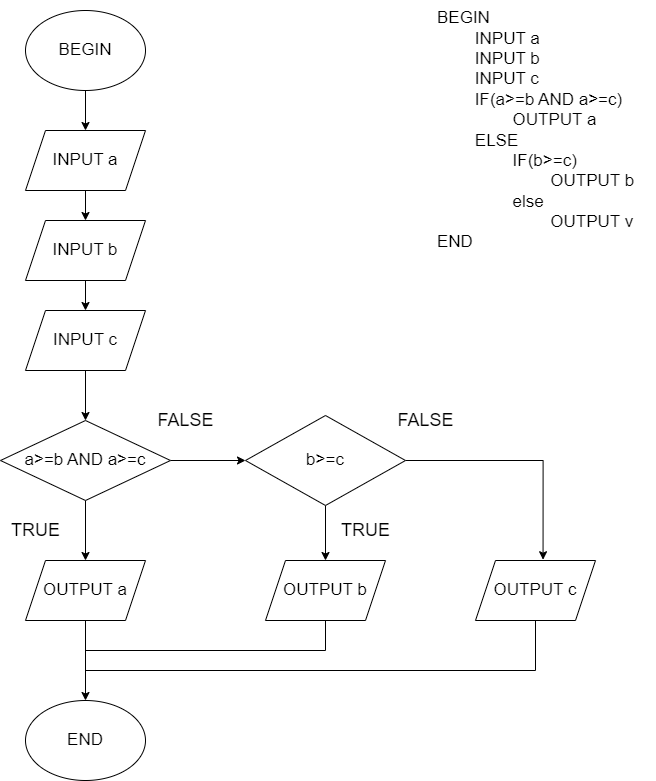 BEGIN
INPUT a
INPUT b
INPUT c
a>=b AND a>=c
FALSE
b>=c
FALSE
TRUE
TRUE
OUTPUT a
OUTPUT b
OUTPUT c
END
BEGIN
INPUT a
INPUT b
INPUT c
IF(a>=b AND a>=c)
OUTPUT a
ELSE
IF(b>=c)
OUTPUT b
else
OUTPUT v
END